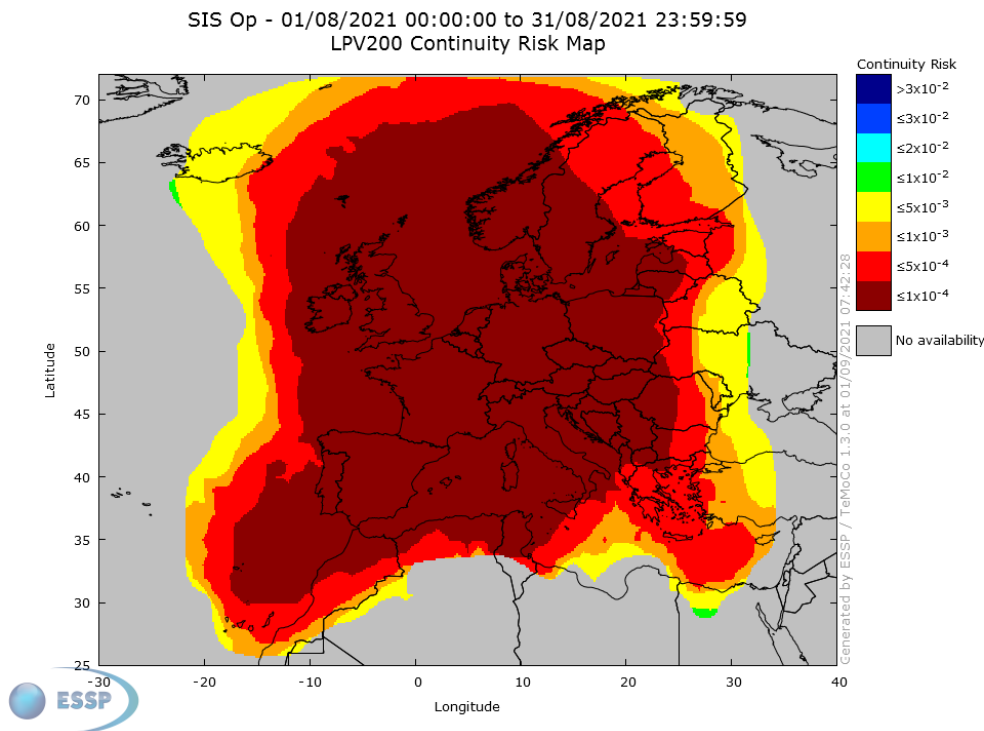 SIS Op - 01/08/2021 00:00:00 to 31/08/2021 23:59:59
LPV200 Continuity Risk Map
Continuity Risk
>3x10-2
≤3x10-2
≤2x10-2
≤1x10-2
≤5x10-3
≤1x10-3
≤5x10-4
≤1x10-4
No availability
Latitude
70
65
60
55
50
45
40
35
30
25
-30
-20
-10
0
10
20
30
40
Longitude
Generated by ESSP / TeMoCo 1.3.0 at 01/09/2021 07:42:28
ESSP